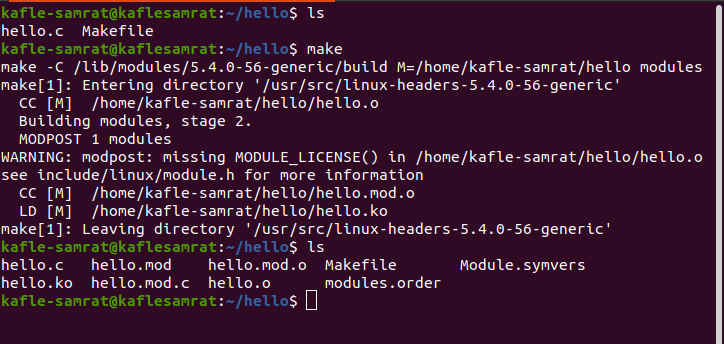 kafle-samrat@kaflesamrat:~/hello$ ls
hello.c  Makefile
kafle-samrat@kaflesamrat:~/hello$ make
make -C /lib/modules/5.4.0-56-generic/build M=/home/kafle-samrat/hello modules
make[1]: Entering directory '/usr/src/linux-headers-5.4.0-56-generic'
  CC [M]  /home/kafle-samrat/hello/hello.o
  Building modules, stage 2.
  MODPOST 1 modules
WARNING: modpost: missing MODULE_LICENSE() in /home/kafle-samrat/hello/hello.o
see include/linux/module.h for more information
  CC [M]  /home/kafle-samrat/hello/hello.mod.o
  LD [M]  /home/kafle-samrat/hello/hello.ko
make[1]: Leaving directory '/usr/src/linux-headers-5.4.0-56-generic'
kafle-samrat@kaflesamrat:~/hello$ ls
hello.c   hello.mod    hello.mod.o  Makefile       Module.symvers
hello.ko  hello.mod.c  hello.o      modules.order
kafle-samrat@kaflesamrat:~/hello$